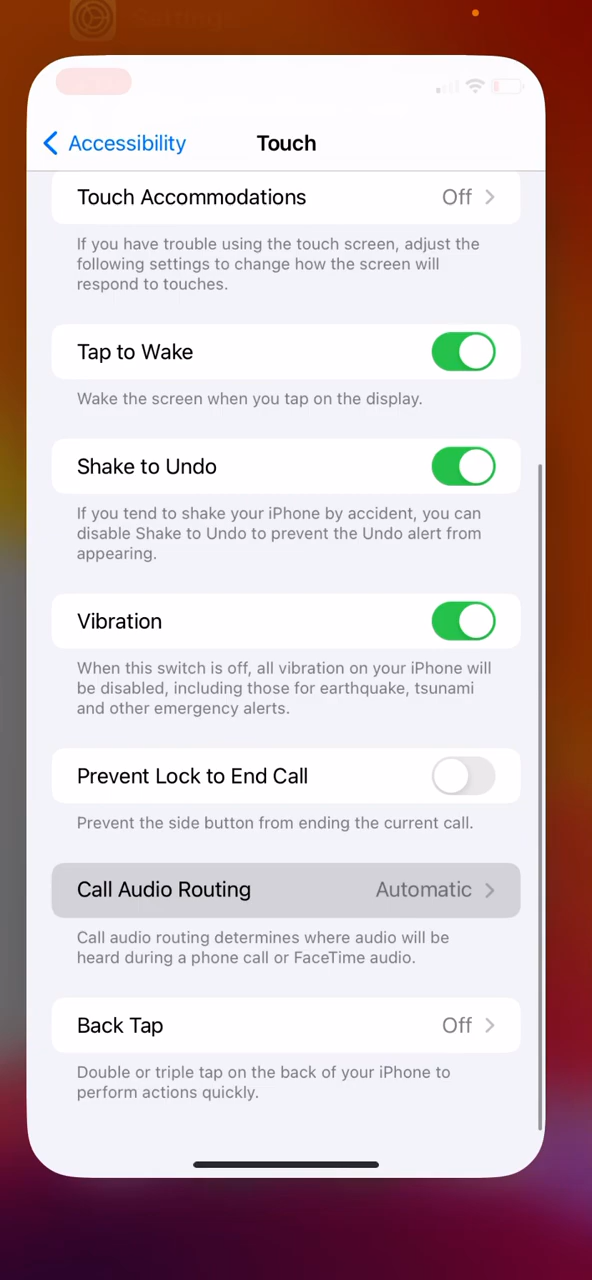 Settings
Accessibility
Touch
Touch Accommodations
Off
If you have trouble using the touch screen, adjust the
following settings to change how the screen will
respond to touches.
Tap to Wake
Wake the screen when you tap on the display.
Shake to Undo
If you tend to shake your iPhone by accident, you can
disable Shake to Undo to prevent the Undo alert from
appearing.
Vibration
When this switch is off, all vibration on your iPhone will
be disabled, including those for earthquake, tsunami
and other emergency alerts.
Prevent Lock to End Call
Prevent the side button from ending the current call.
Call Audio Routing
Automatic
Call audio routing determines where audio will be
heard during a phone call or FaceTime audio.
Back Tap
Off
Double or triple tap on the back of your iPhone to
perform actions quickly.